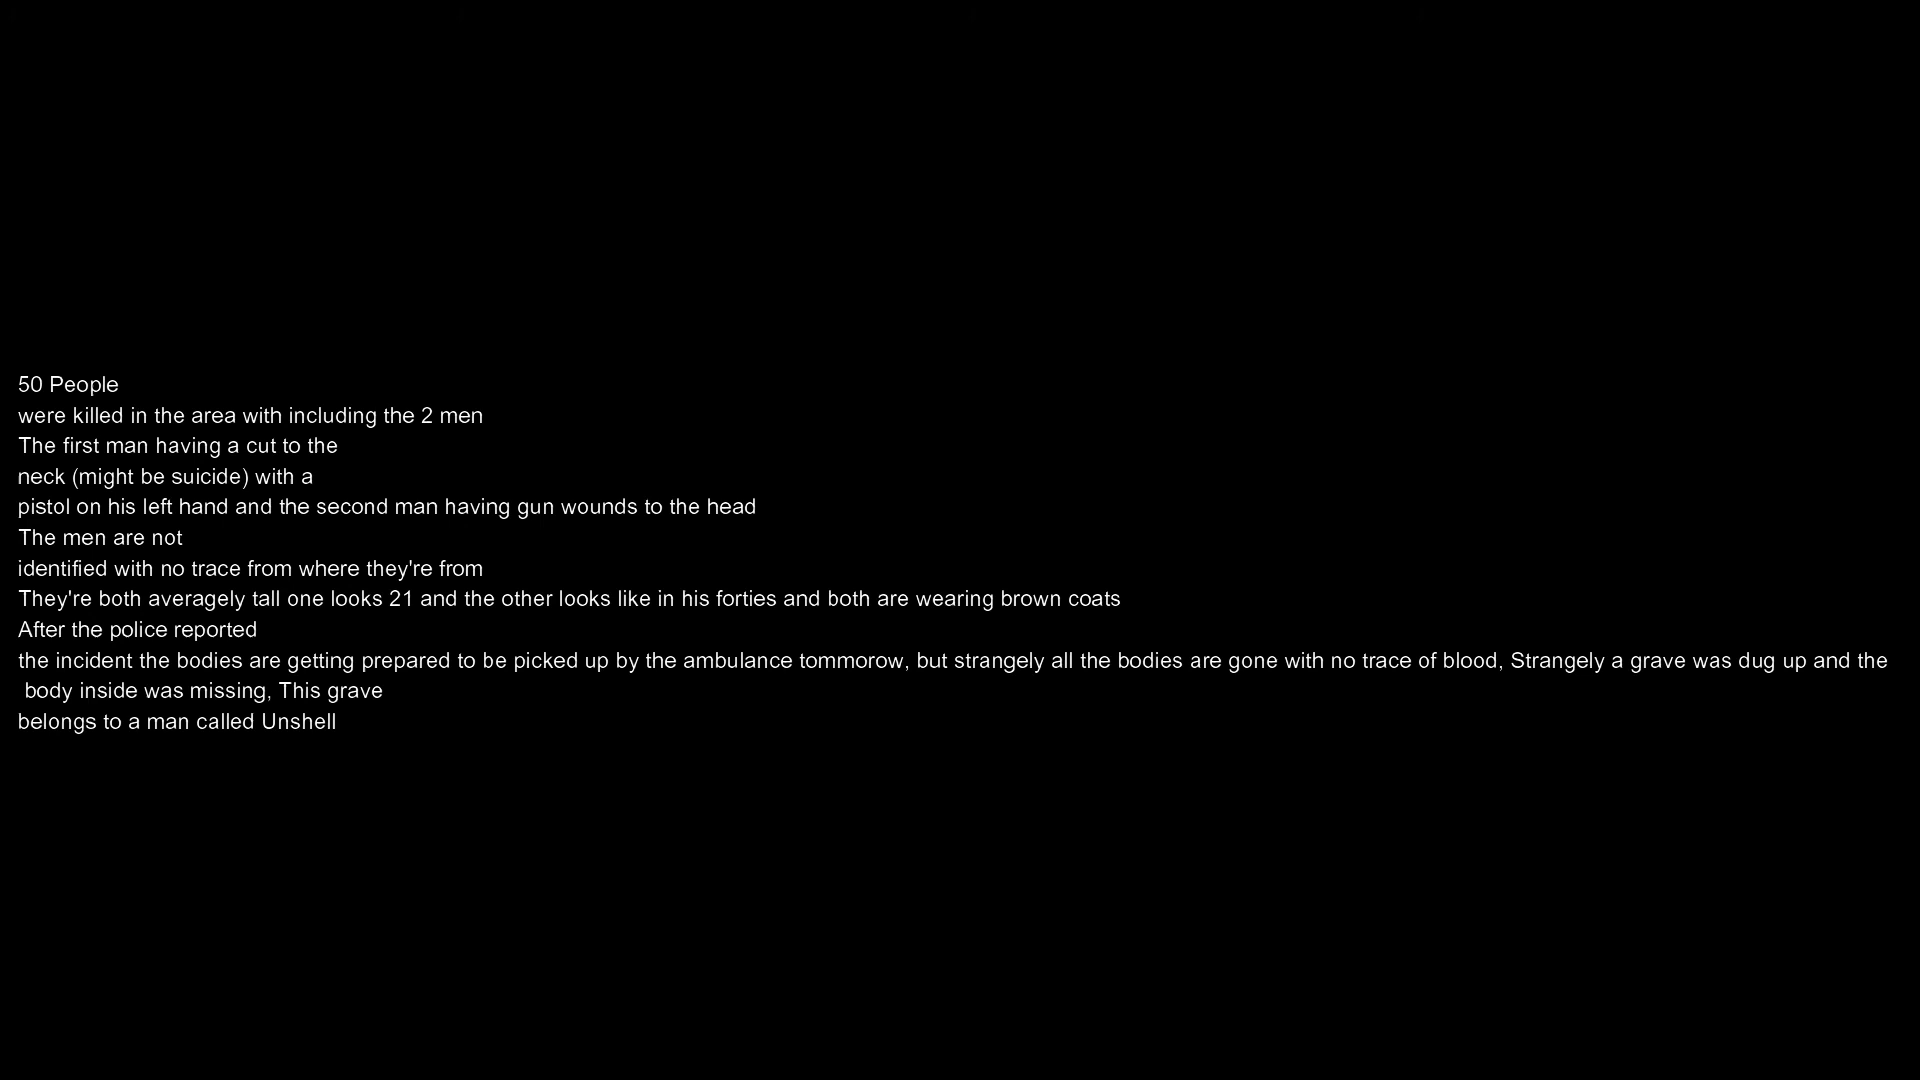 50 People
were killed in the area with including the 2 men
The first man having a cut to the
neck (might be suicide) with a
pistol on his left hand and the second man having gun wounds to the head
The men are not
identified with no trace from where they're from
They're both averagely tall one looks 21 and the other looks like in his forties and both are wearing brown coats
After the police reported
the incident the bodies are getting prepared to be picked up by the ambulance tommorow, but strangely all the bodies are gone with no trace of blood, Strangely a grave was dug up and the
body inside was missing, This grave
belongs to a man called Unshell